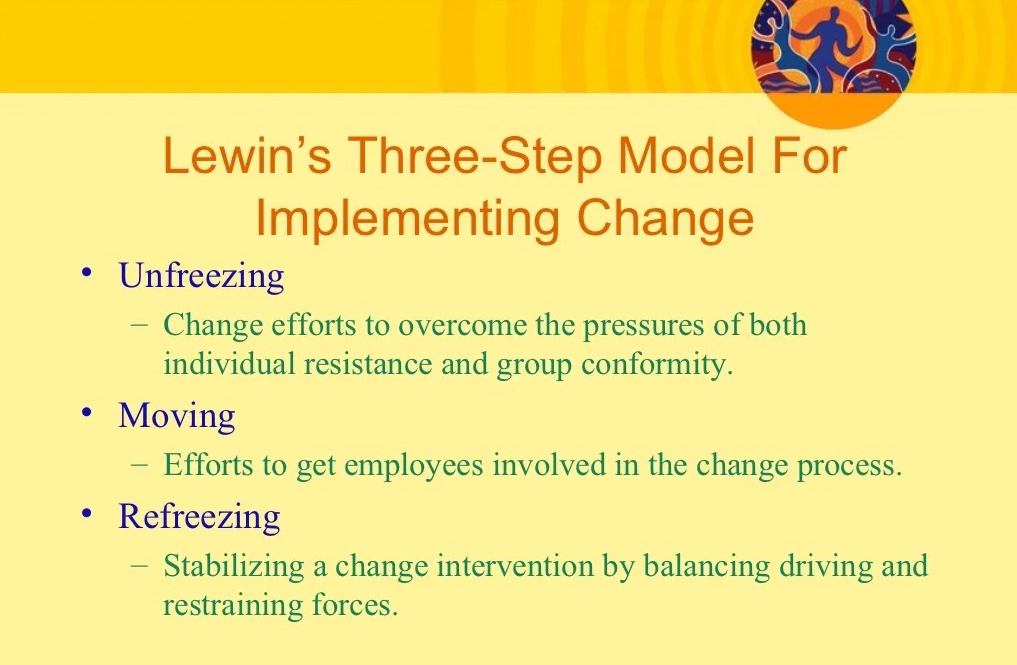 Lewin’s Three-Step Model For
Implementing Change
• Unfreezing
– Change efforts to overcome the pressures of both
individual resistance and group conformity.
• Moving
– Efforts to get employees involved in the change process.
• Refreezing
– Stabilizing a change intervention by balancing driving and
restraining forces.